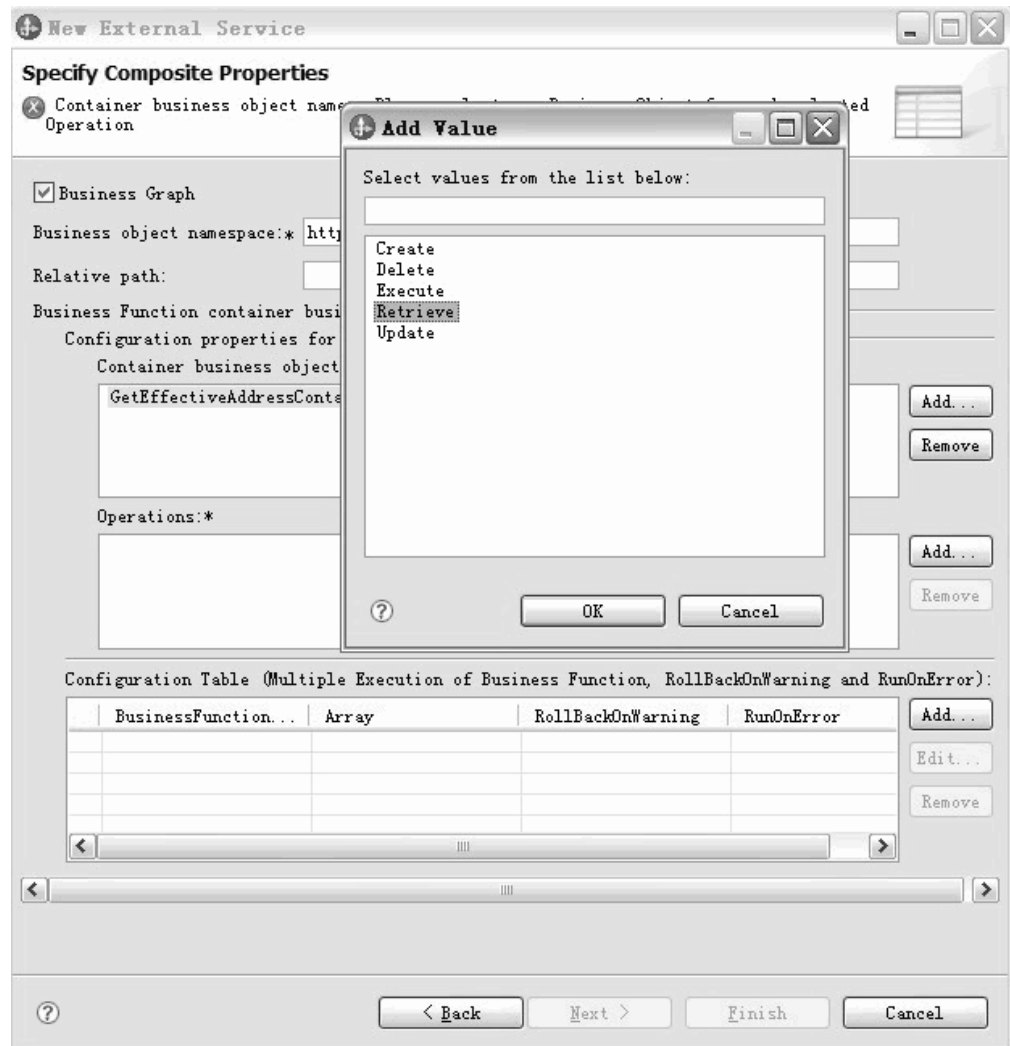 New External Service
Specify Composite Properties
Container business object name
Operation
Add Value
Select values from the list below:
Create
Delete
Execute
Retrieve
Update
OK
Cancel
Business Graph
Business object namespace:* http
Relative path:
Business Function container busi
Configuration properties for
Container business object
GetEffectiveAddressConta
Add...
Remove
Operations:*
Add...
Remove
Configuration Table (Multiple Execution of Business Function, RollBackOnWarning and RunOnError):
BusinessFunction... Array RollBackOnWarning RunOnError
Add...
Edit...
Remove
< Back Next > Finish Cancel